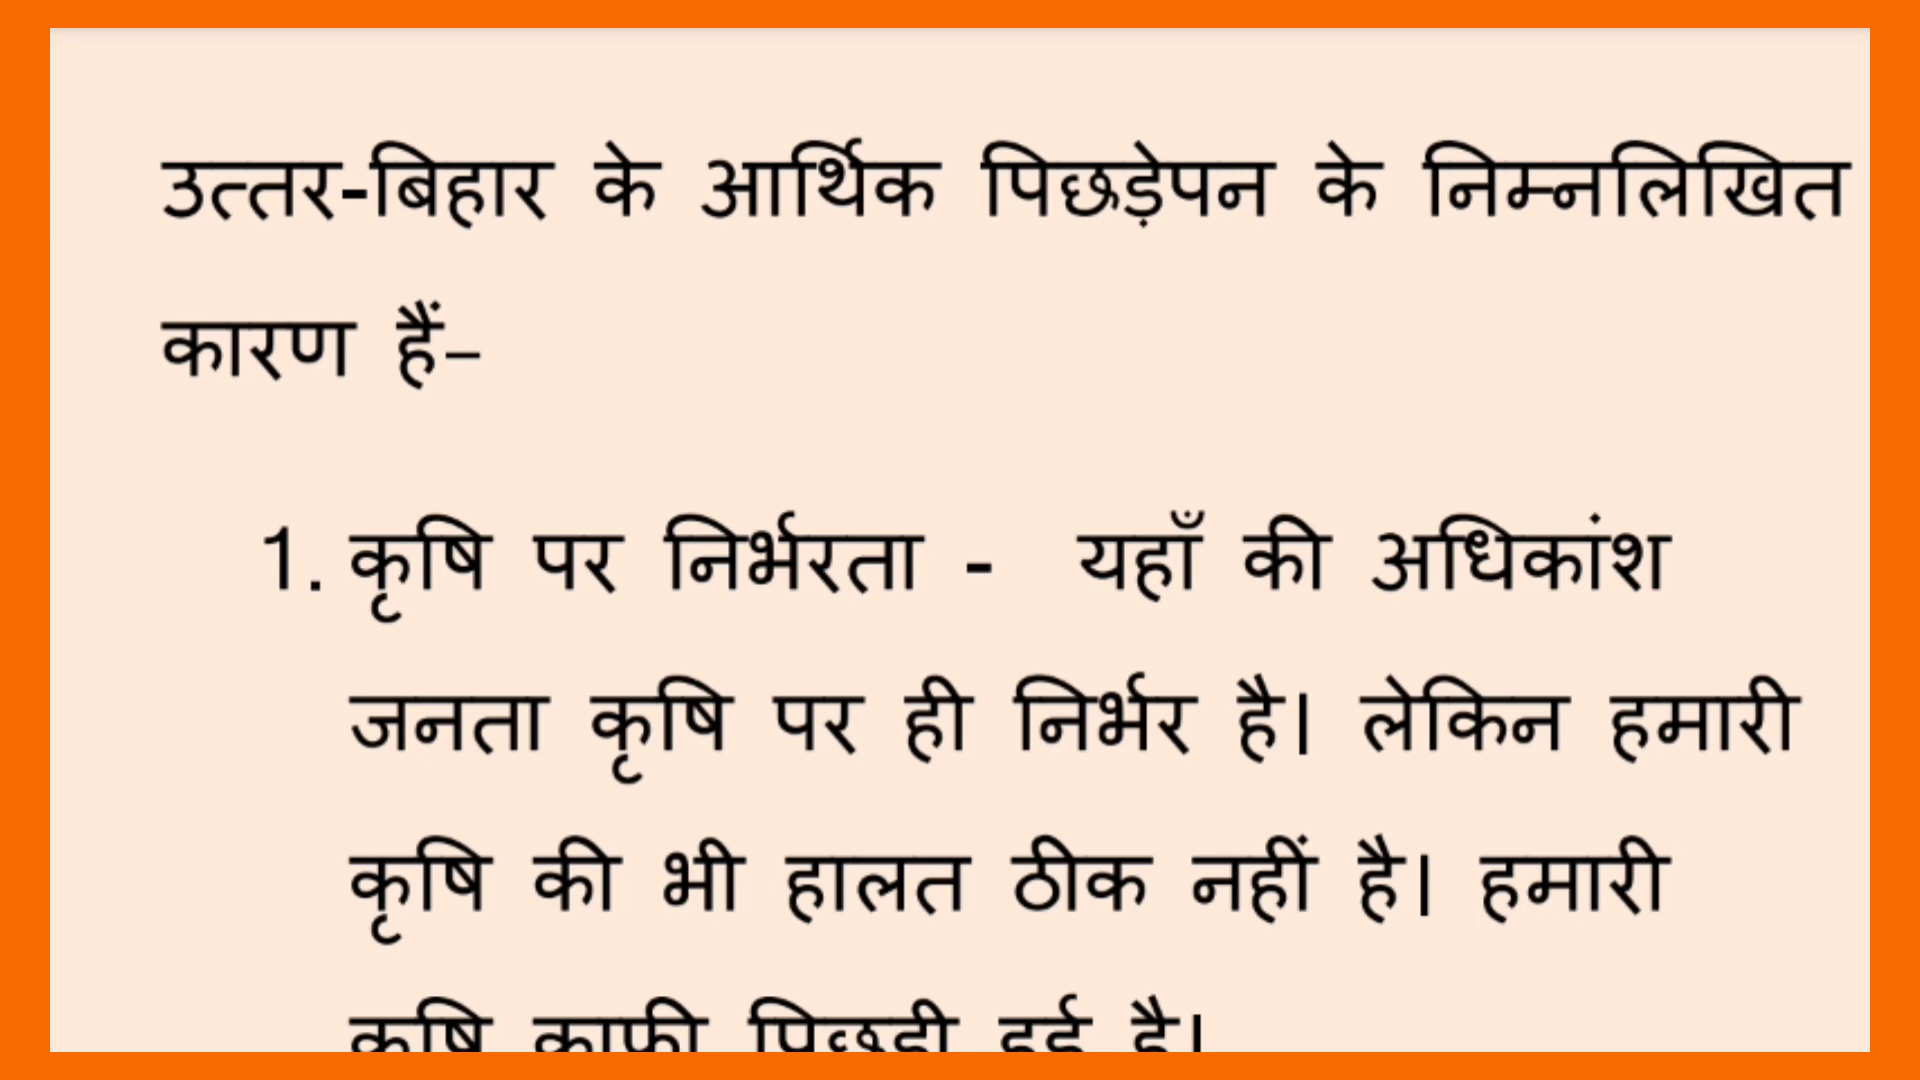 उत्तर-बिहार के आर्थिक पिछड़ेपन के निम्नलिखित
कारण हैं–
1. कृषि पर निर्भरता - यहाँ की अधिकांश
जनता कृषि पर ही निर्भर है। लेकिन हमारी
कृषि की भी हालत ठीक नहीं है। हमारी
कृषि काफी पिछड़ी हुई है।